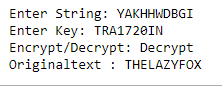 Enter String: YAKHHWDBGI
Enter Key: TRA1720IN
Encrypt/Decrypt: Decrypt
Originaltext : THELAZYFOX